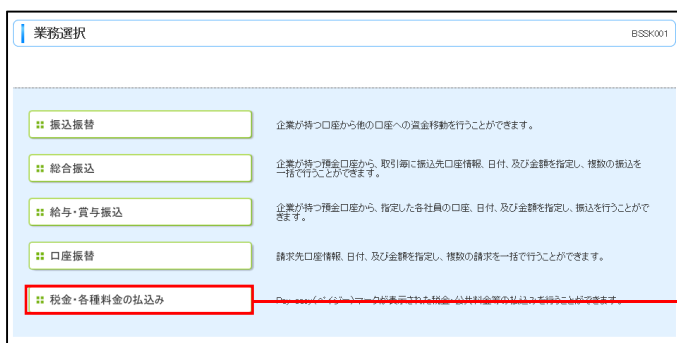 業務選択
BSSK001
振込振替
企業が持つ口座から他の口座への資金移動を行うことができます。
総合振込
企業が持つ預金口座から、取引毎に振込先口座情報、日付、及び金額を指定し、複数の振込を
一括で行うことができます。
給与・賞与振込
企業が持つ預金口座から、指定した各社員の口座、日付、及び金額を指定し、振込を行うことがで
きます。
口座振替
請求先口座情報、日付、及び金額を指定し、複数の請求を一括で行うことができます。
税金・各種料金の払込み
Pay-easy(ペイジー)マークが表示された税金・公共料金等の払込みを行うことができます。